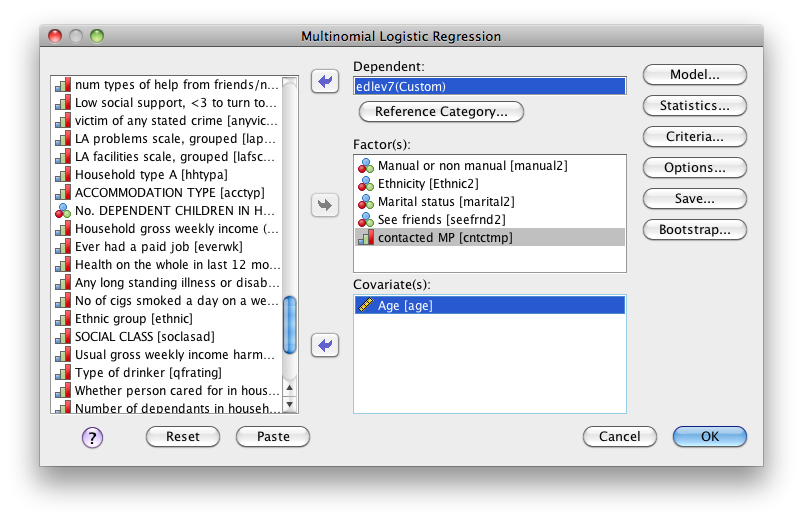 Multinomial Logistic Regression
num types of help from friends/n...
Low social support, <3 to turn to...
victim of any stated crime [anyvic...
LA problems scale, grouped [lap...
LA facilities scale, grouped [lafsc...
Household type A [hhtypa]
ACCOMMODATION TYPE [acctyp]
No. DEPENDENT CHILDREN IN H...
Household gross weekly income (...
Ever had a paid job [everwk]
Health on the whole in last 12 mo...
Any long standing illness or disab...
No of cigs smoked a day on a we...
Ethnic group [ethnic]
SOCIAL CLASS [soclasad]
Usual gross weekly income harm...
Type of drinker [qfrating]
Whether person cared for in hous...
Number of dependants in househ...
Dependent:
edlev7(Custom)
Reference Category...
Factor(s):
Manual or non manual [manual2]
Ethnicity [Ethnic2]
Marital status [marital2]
See friends [seefrnd2]
contacted MP [cntctmp]
Covariate(s):
Age [age]
Model...
Statistics...
Criteria...
Options...
Save...
Bootstrap...
?
Reset
Paste
Cancel
OK